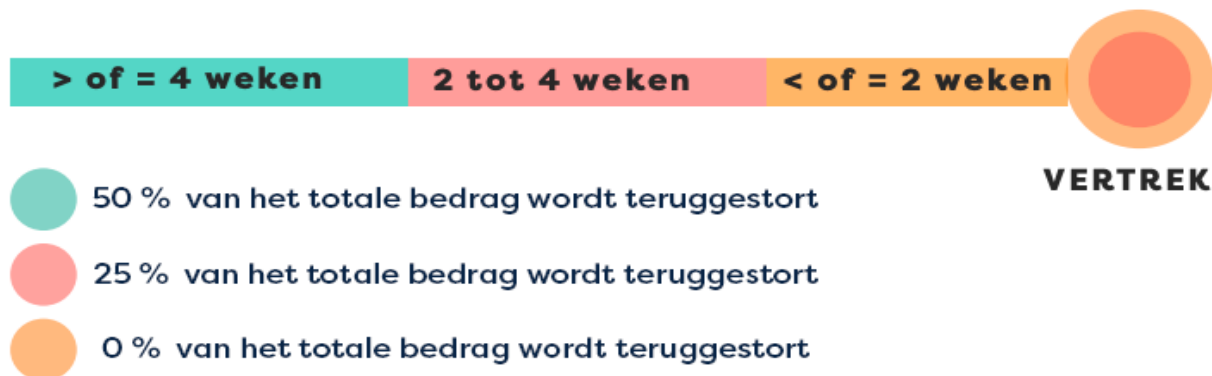 > of = 4 weken 2 tot 4 weken < of = 2 weken
VERTREK
50 % van het totale bedrag wordt teruggestort
25 % van het totale bedrag wordt teruggestort
0 % van het totale bedrag wordt teruggestort